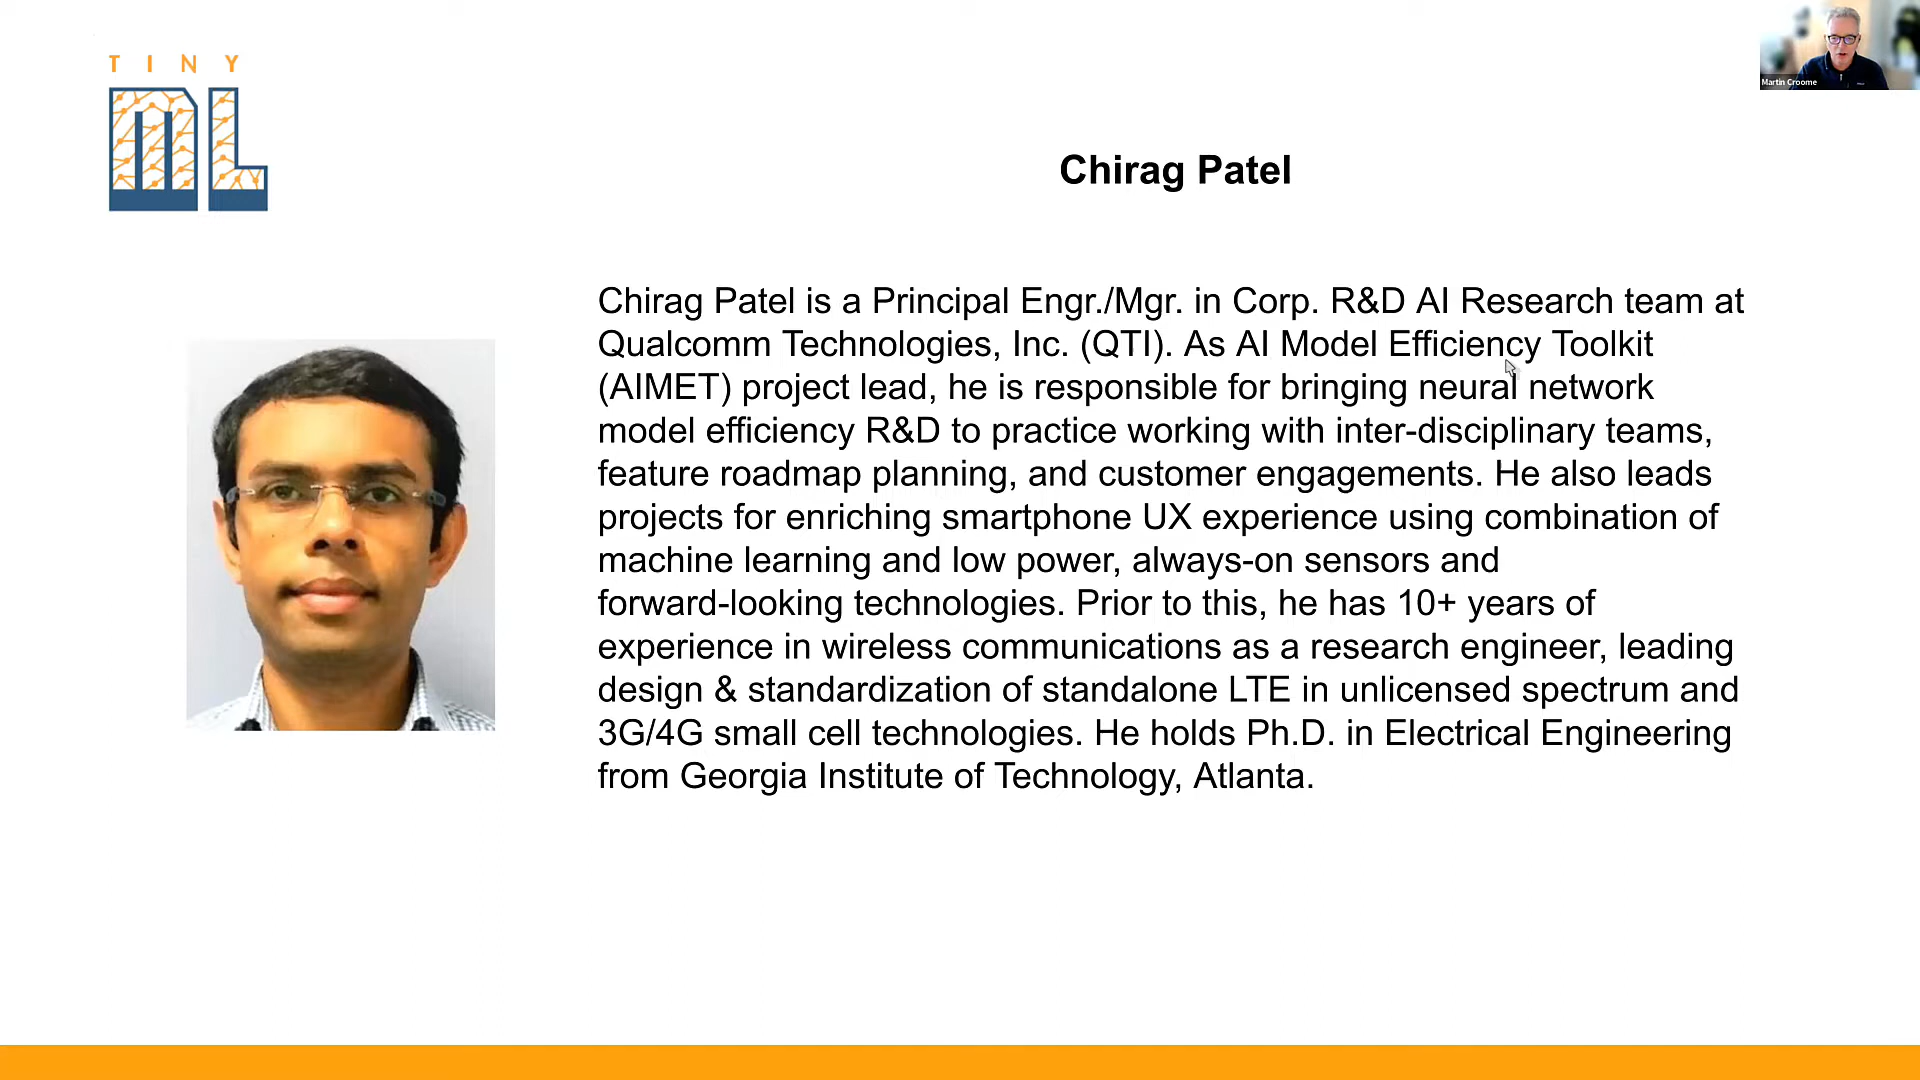 TINY
ML
Martin Croome
Chirag Patel
Chirag Patel is a Principal Engr./Mgr. in Corp. R&D AI Research team at
Qualcomm Technologies, Inc. (QTI). As AI Model Efficiency Toolkit
(AIMET) project lead, he is responsible for bringing neural network
model efficiency R&D to practice working with inter-disciplinary teams,
feature roadmap planning, and customer engagements. He also leads
projects for enriching smartphone UX experience using combination of
machine learning and low power, always-on sensors and
forward-looking technologies. Prior to this, he has 10+ years of
experience in wireless communications as a research engineer, leading
design & standardization of standalone LTE in unlicensed spectrum and
3G/4G small cell technologies. He holds Ph.D. in Electrical Engineering
from Georgia Institute of Technology, Atlanta.